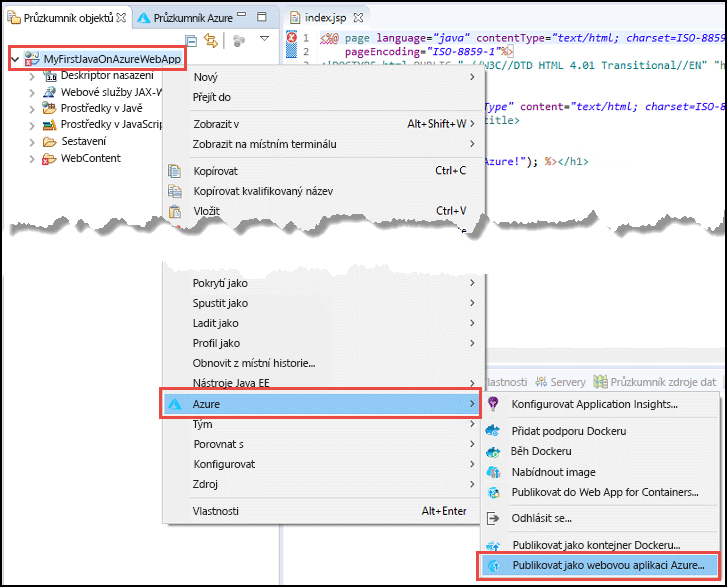 Průzkumník objektů
Průzkumník Azure
index.jsp
MyFirstJavaOnAzureWebApp
Deskriptor nasazení
Webové služby JAX-W
Prostředky v Javě
Prostředky v JavaScrip
Sestavení
WebContent
1 <%@ page language="java" contentType="text/html; charset=ISO-8859
2 pageEncoding="ISO-8859-1"%>
<!DOCTYPE html PUBLIC "-//W3C//DTD HTML 4.01 Transitional//EN" "h
Type" content="text/html; charset=ISO-8859
title>
Azure!"); %></h1>
Nový
Přejít do
Zobrazit v Alt+Shift+W
Zobrazit na místním terminálu
Kopírovat Ctrl+C
Kopírovat kvalifikovaný název
Vložit Ctrl+V
Pokrytí jako
Spustit jako
Ladit jako
Profil jako
Obnovit z místní historie...
Nástroje Java EE
Azure
Tým
Porovnat s
Konfigurovat
Zdroj
Vlastnosti Alt+Enter
lastnosti
Servery
Průzkumník zdroje dat
Konfigurovat Application Insights...
Přidat podporu Dockeru
Běh Dockeru
Nabídnout image
Publikovat do Web App for Containers...
Odhlásit se...
Publikovat jako kontejner Dockeru...
Publikovat jako webovou aplikaci Azure...